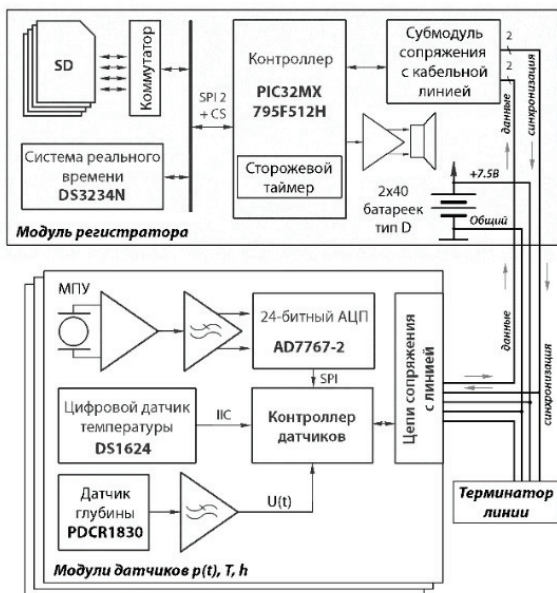 SD
Коммутатор
SPI 2
+ CS
Контроллер
PIC32MX
795F512H
Сторожевой
таймер
Субмодуль
сопряжения
с кабельной
линией
2
2
данные
синхронизация
Система реального
времени
DS3234N
+7.5В
2x40
батареек
тип D
Общий
Модуль регистратора
МПУ
24-битный АЦП
AD7767-2
SPI
Цифровой датчик
температуры
DS1624
IIC
Контроллер
датчиков
Цепи сопряжения
с линией
данные
синхронизация
Датчик
глубины
PDCR1830
U(t)
Терминатор
линии
Модули датчиков p(t), T, h